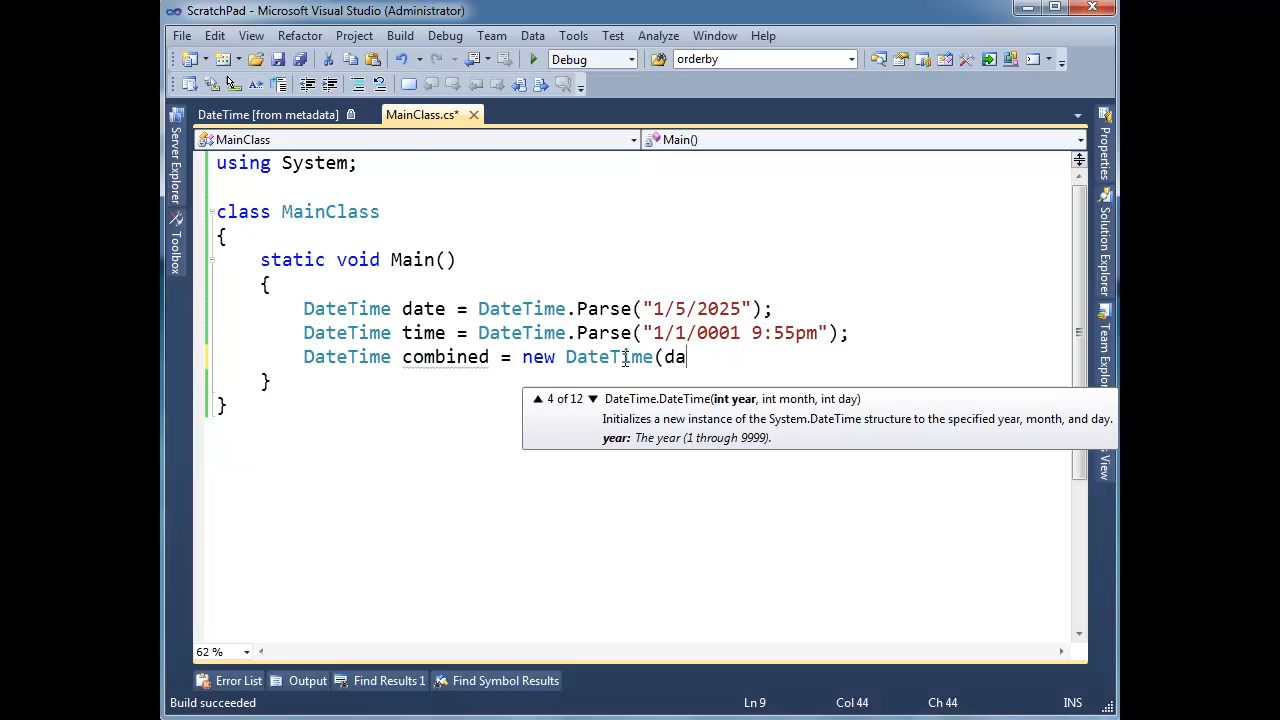 ScratchPad - Microsoft Visual Studio (Administrator)
File Edit View Refactor Project Build Debug Team Data Tools Test Analyze Window Help
Debug orderby
DateTime [from metadata] MainClass.cs*
MainClass Main()
using System;
class MainClass
{
static void Main()
{
DateTime date = DateTime.Parse("1/5/2025");
DateTime time = DateTime.Parse("1/1/0001 9:55pm");
DateTime combined = new DateTime(da
}
}
4 of 12 DateTime.DateTime(int year, int month, int day)
Initializes a new instance of the System.DateTime structure to the specified year, month, and day.
year: The year (1 through 9999).
Server Explorer
Toolbox
Properties
Solution Explorer
Team Explorer
View
62 %
Error List Output Find Results 1 Find Symbol Results
Build succeeded Ln 9 Col 44 Ch 44 INS